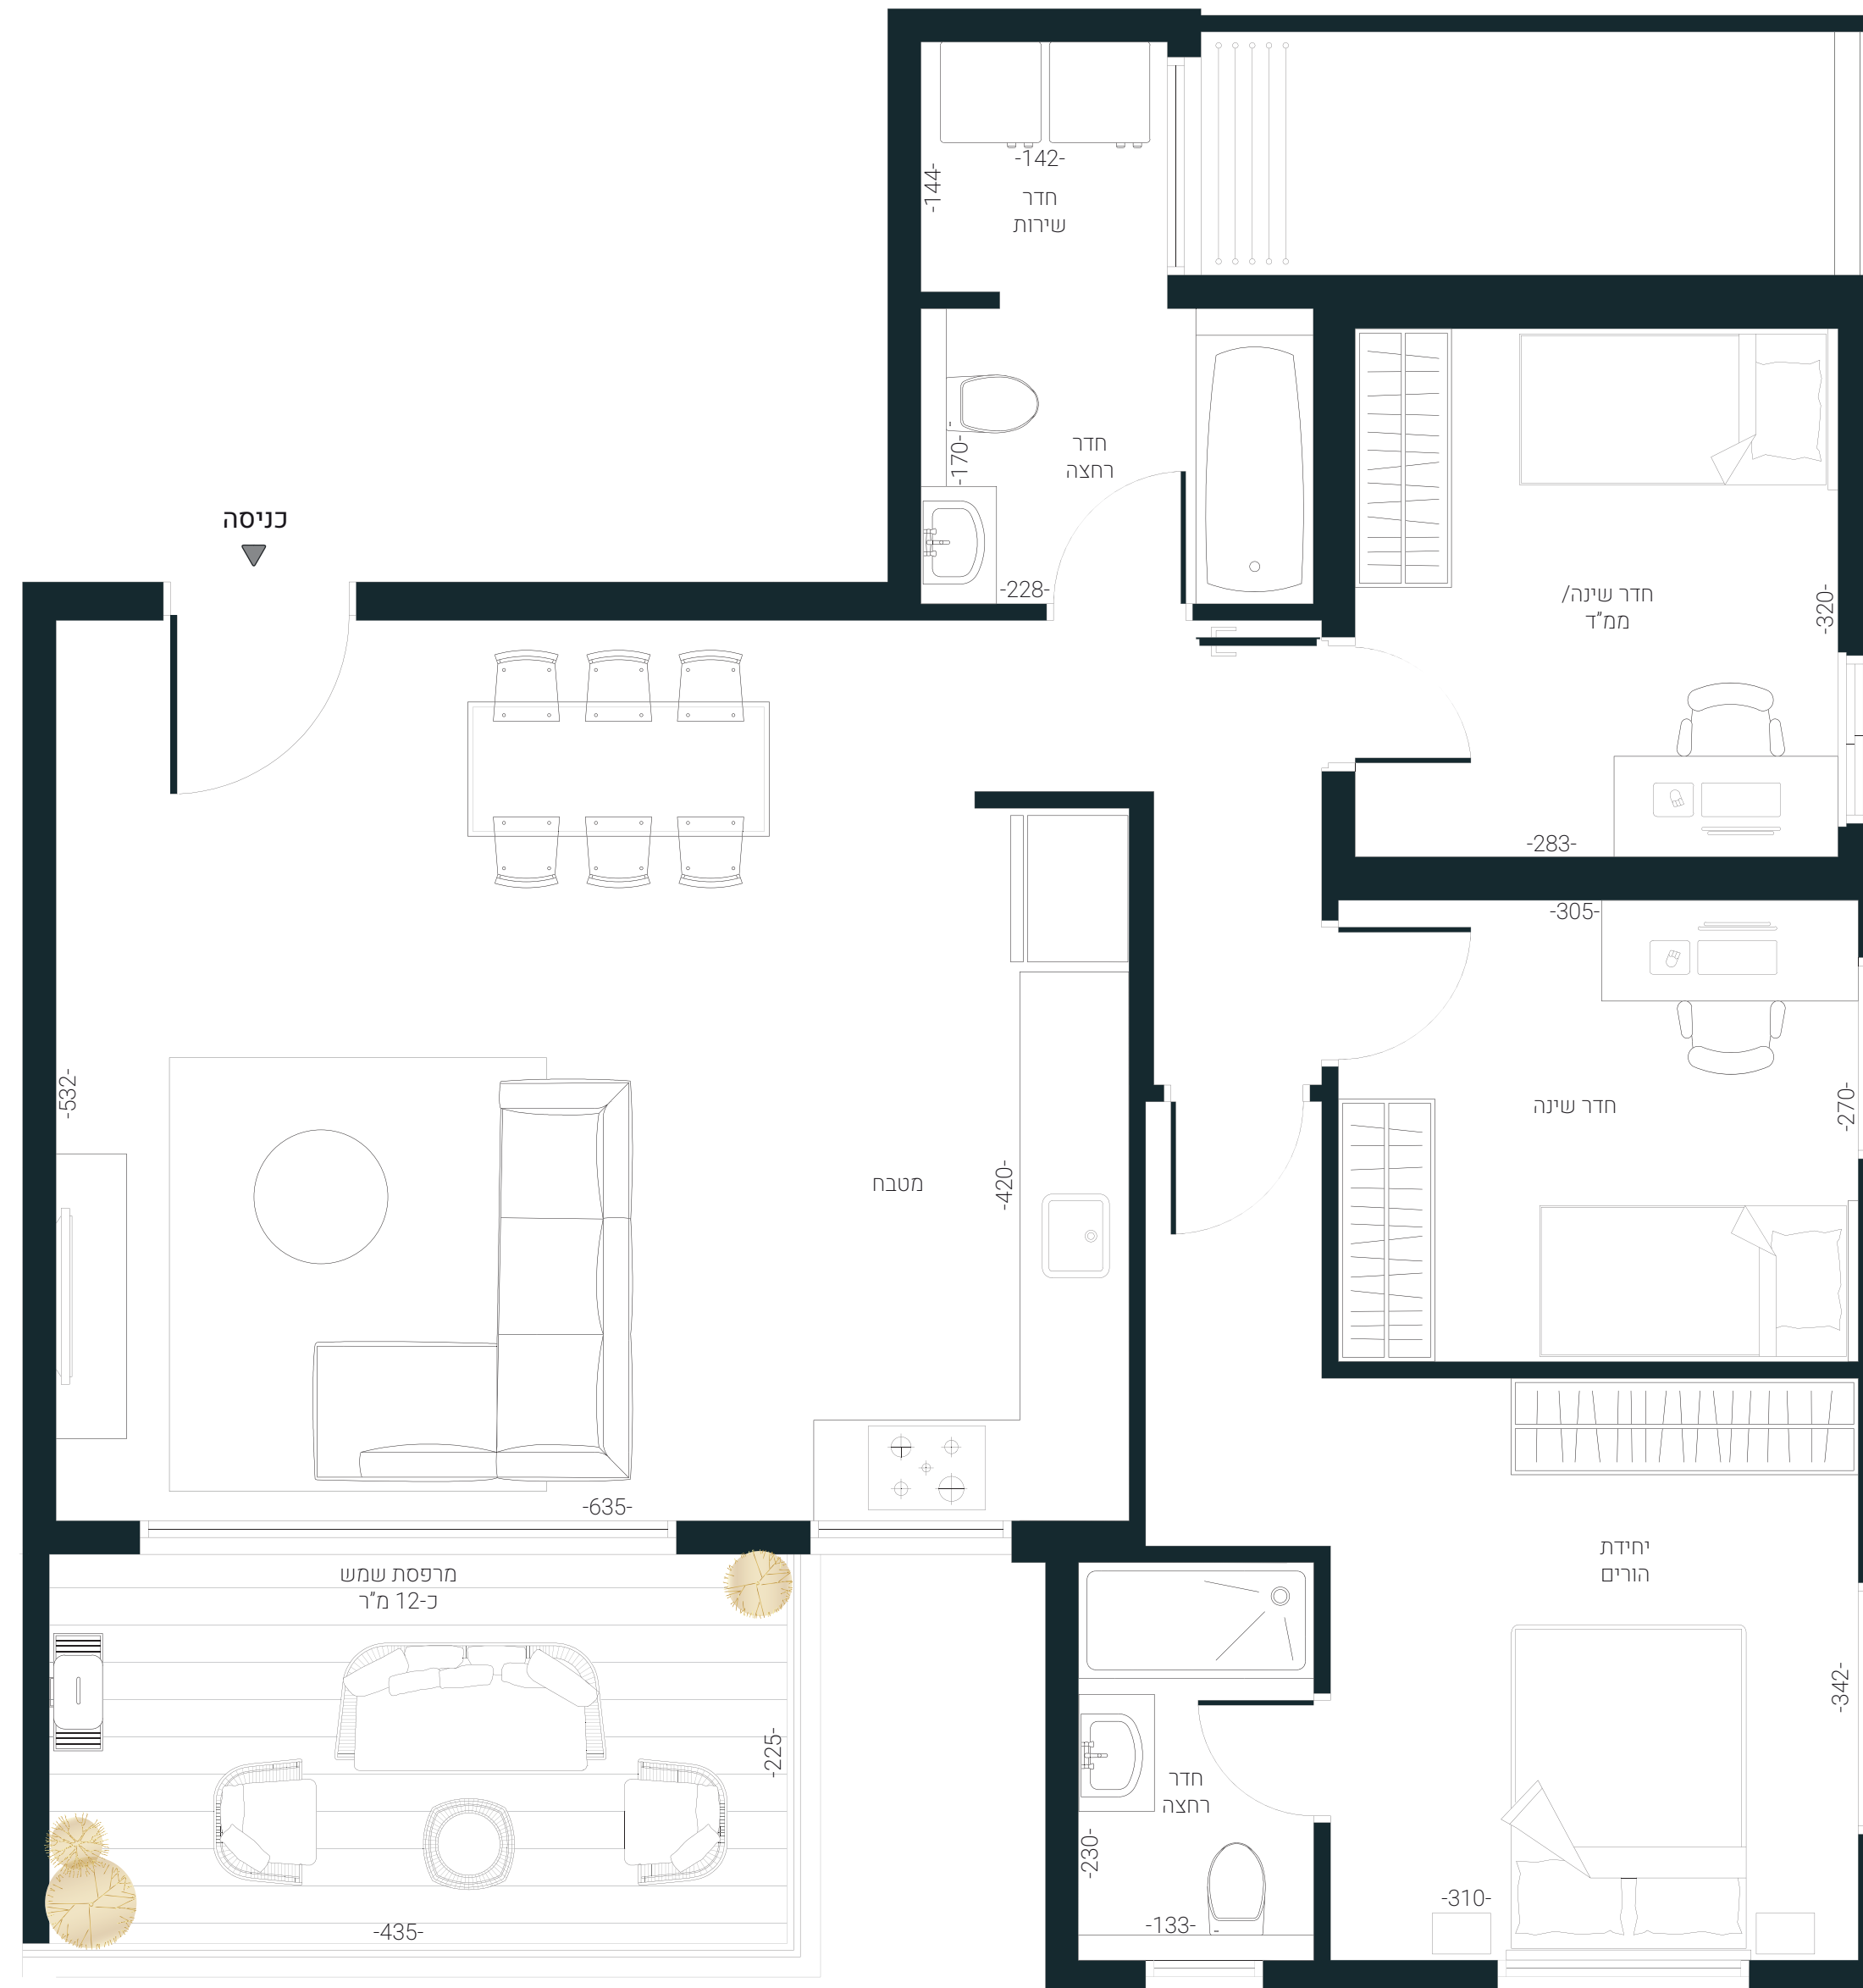 -142-
-144-
חדר
שירות
-170-
חדר
רחצה
-228-
כניסה
חדר שינה/
ממ"ד
-320-
-283-
-305-
-532-
חדר שינה
-270-
מטבח
-420-
-635-
מרפסת שמש
כ-12 מ"ר
יחידת
הורים
-342-
-225-
חדר
רחצה
-230-
-133-
-310-
-435-